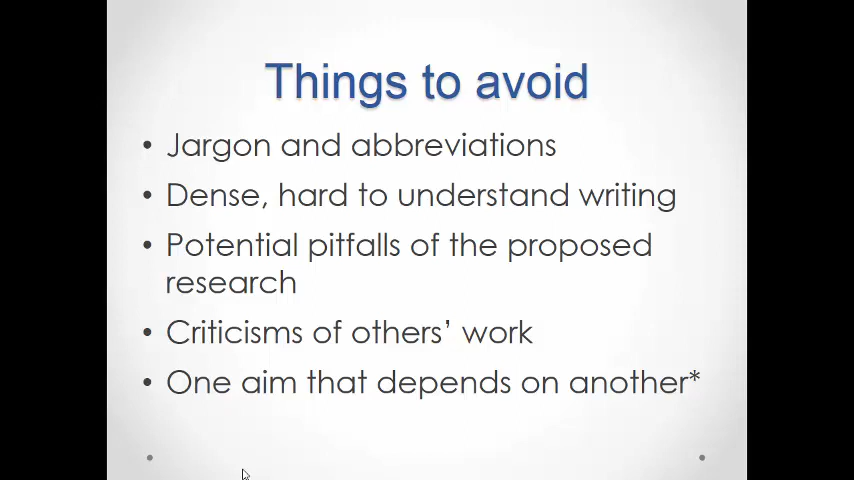 Things to avoid
• Jargon and abbreviations
• Dense, hard to understand writing
• Potential pitfalls of the proposed
research
• Criticisms of others’ work
• One aim that depends on another*